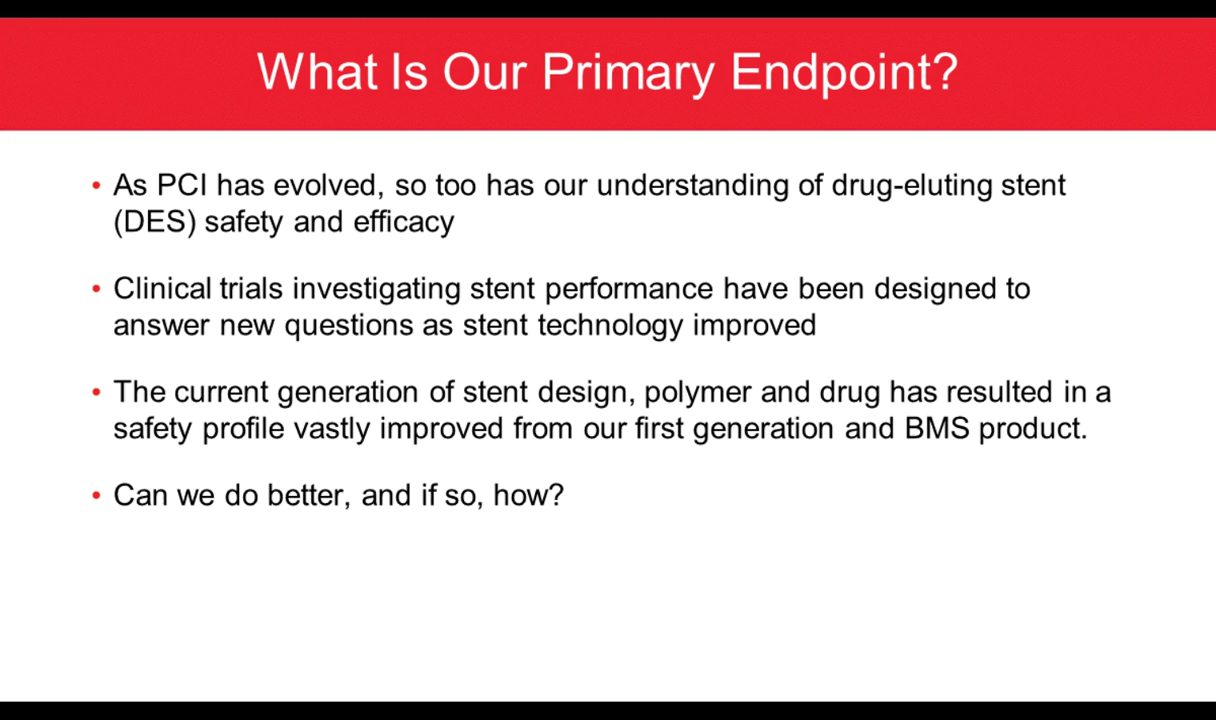 What Is Our Primary Endpoint?
• As PCI has evolved, so too has our understanding of drug-eluting stent
(DES) safety and efficacy
• Clinical trials investigating stent performance have been designed to
answer new questions as stent technology improved
• The current generation of stent design, polymer and drug has resulted in a
safety profile vastly improved from our first generation and BMS product.
• Can we do better, and if so, how?